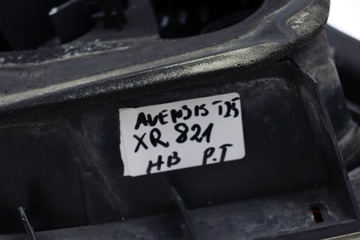 AVENSIS T25
XR 821
HB P.T